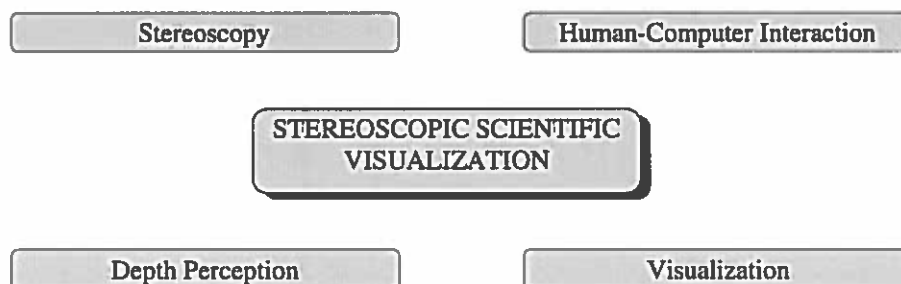 Stereoscopy
Human-Computer Interaction
STEREOSCOPIC SCIENTIFIC
VISUALIZATION
Depth Perception
Visualization